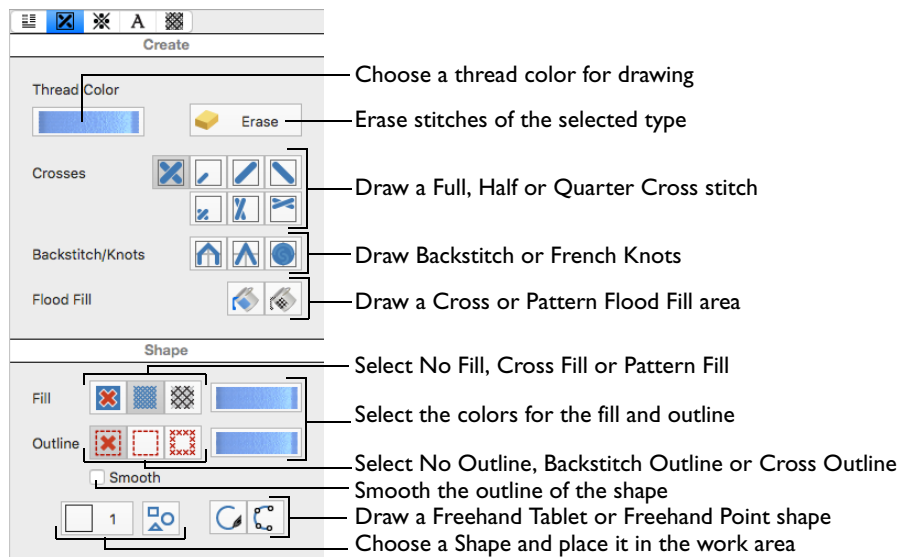 A
Create
Choose a thread color for drawing
Thread Color
Erase
Erase stitches of the selected type
Crosses
Draw a Full, Half or Quarter Cross stitch
Backstitch/Knots
Draw Backstitch or French Knots
Flood Fill
Draw a Cross or Pattern Flood Fill area
Shape
Select No Fill, Cross Fill or Pattern Fill
Fill
Select the colors for the fill and outline
Outline
Select No Outline, Backstitch Outline or Cross Outline
Smooth
Smooth the outline of the shape
1
Draw a Freehand Tablet or Freehand Point shape
Choose a Shape and place it in the work area